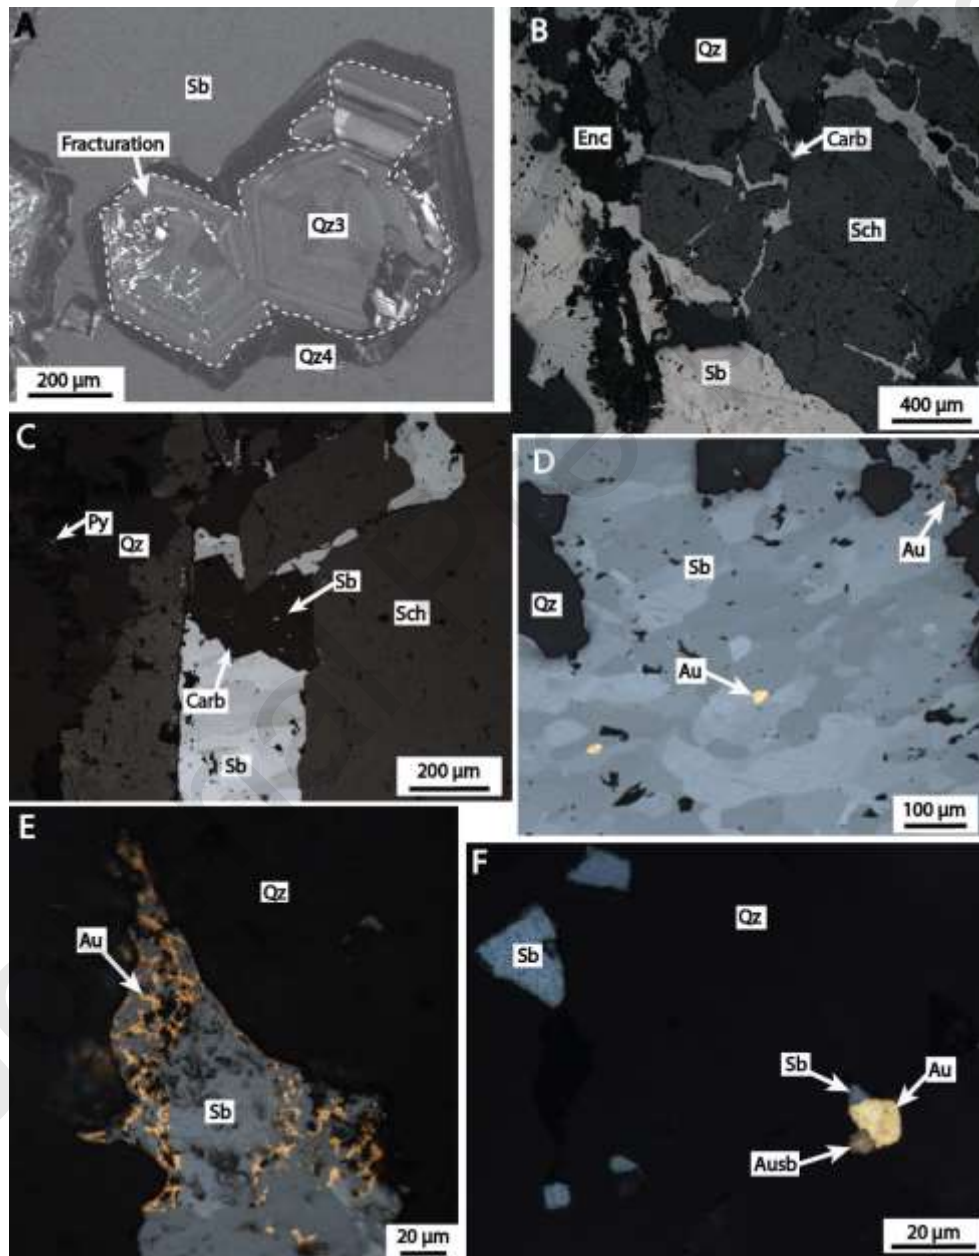 A
Sb
Fracturation
Qz3
Qz4
200 µm
B
Qz
Enc
Carb
Sch
Sb
400 µm
C
Py
Qz
Sb
Sch
Carb
Sb
200 µm
D
Au
Sb
Qz
Au
100 µm
E
Qz
Au
Sb
20 µm
F
Qz
Sb
Sb
Au
Ausb
20 µm